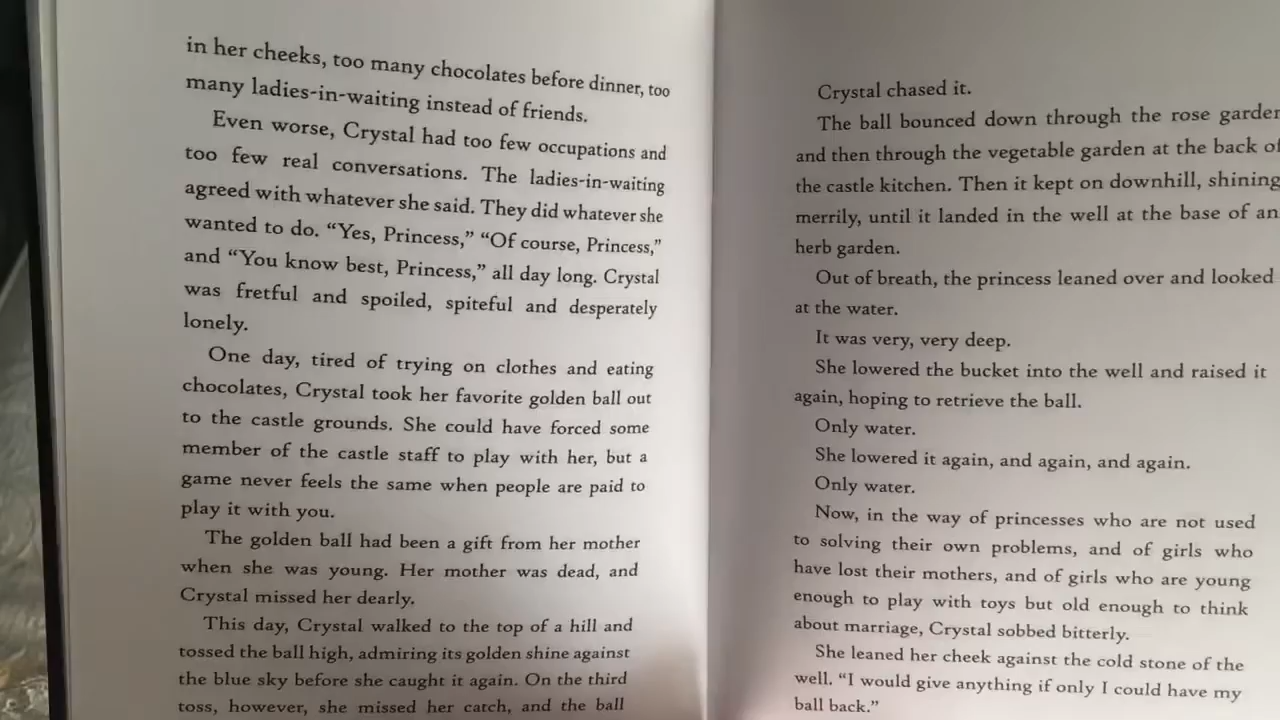 in her cheeks, too many chocolates before dinner, too
many ladies-in-waiting instead of friends.
Even worse, Crystal had too few occupations and
too few real conversations. The ladies-in-waiting
agreed with whatever she said. They did whatever she
wanted to do. “Yes, Princess,” “Of course, Princess,”
and “You know best, Princess,” all day long. Crystal
was fretful and spoiled, spiteful and desperately
lonely.
One day, tired of trying on clothes and eating
chocolates, Crystal took her favorite golden ball out
to the castle grounds. She could have forced some
member of the castle staff to play with her, but a
game never feels the same when people are paid to
play it with you.
The golden ball had been a gift from her mother
when she was young. Her mother was dead, and
Crystal missed her dearly.
This day, Crystal walked to the top of a hill and
tossed the ball high, admiring its golden shine against
the blue sky before she caught it again. On the third
toss, however, she missed her catch, and the ball
Crystal chased it.
The ball bounced down through the rose garden
and then through the vegetable garden at the back of
the castle kitchen. Then it kept on downhill, shining
merrily, until it landed in the well at the base of an
herb garden.
Out of breath, the princess leaned over and looked
at the water.
It was very, very deep.
She lowered the bucket into the well and raised it
again, hoping to retrieve the ball.
Only water.
She lowered it again, and again, and again.
Only water.
Now, in the way of princesses who are not used
to solving their own problems, and of girls who
have lost their mothers, and of girls who are young
enough to play with toys but old enough to think
about marriage, Crystal sobbed bitterly.
She leaned her cheek against the cold stone of the
well. “I would give anything if only I could have my
ball back.”